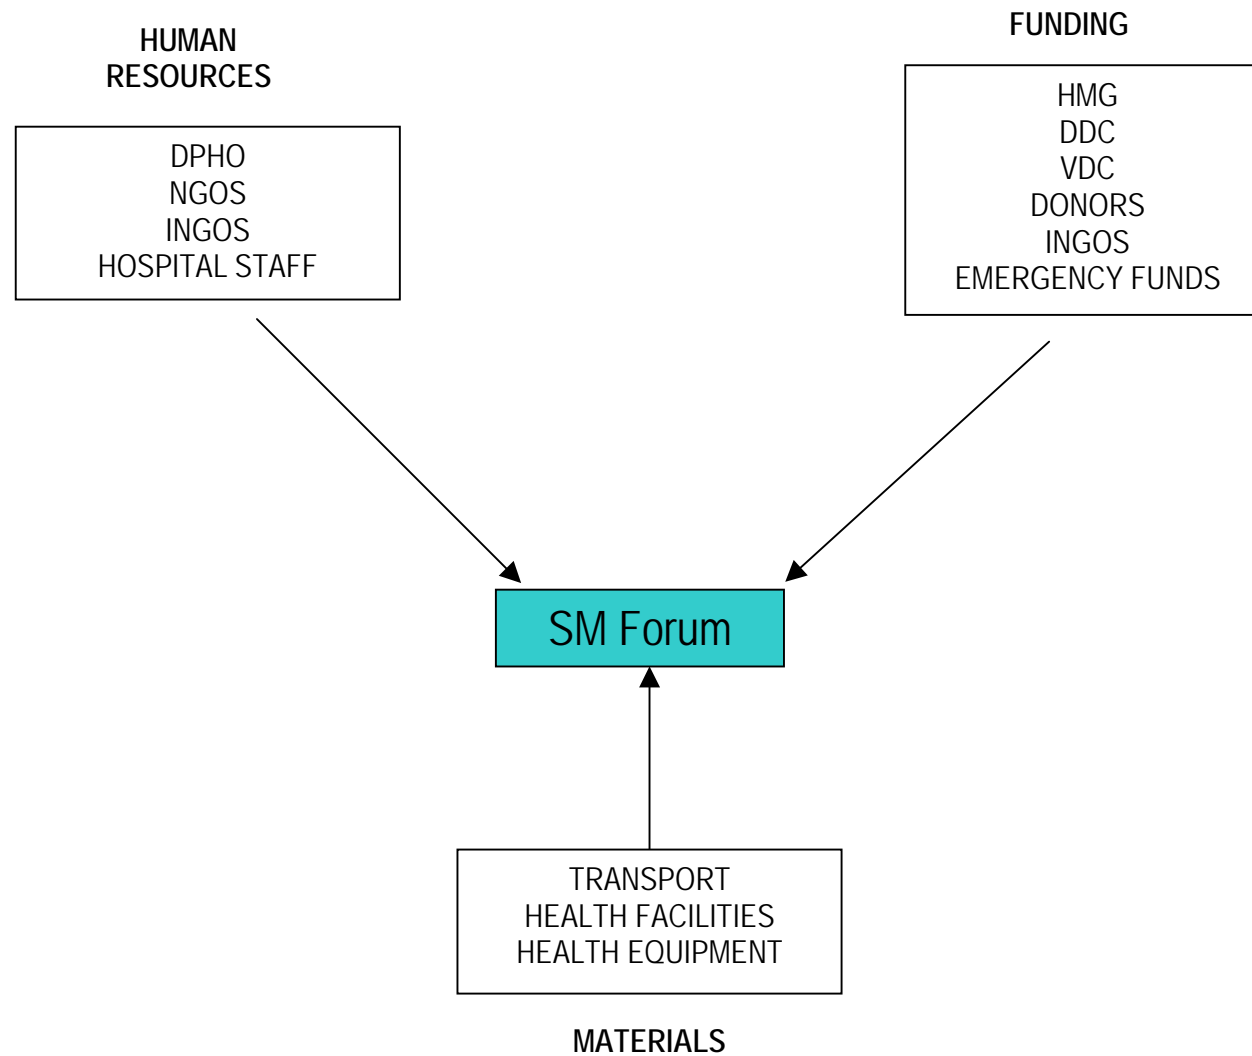 HUMAN
RESOURCES
DPHO
NGOS
INGOS
HOSPITAL STAFF
FUNDING
HMG
DDC
VDC
DONORS
INGOS
EMERGENCY FUNDS
SM Forum
TRANSPORT
HEALTH FACILITIES
HEALTH EQUIPMENT
MATERIALS